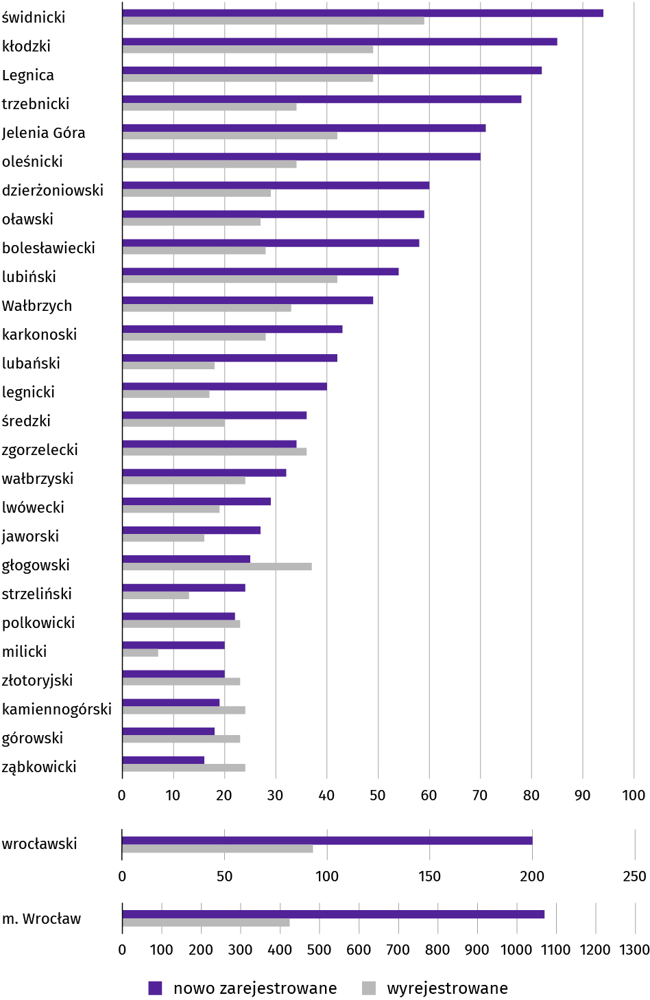 świdnicki
kłodzki
Legnica
trzebnicki
Jelenia Góra
oleśnicki
dzierżoniowski
oławski
bolesławiecki
lubiński
Wałbrzych
karkonoski
lubański
legnicki
średzki
zgorzelecki
wałbrzyski
lwówecki
jaworski
głogowski
strzeliński
polkowicki
milicki
złotoryjski
kamiennogórski
górowski
ząbkowicki
0 10 20 30 40 50 60 70 80 90 100
wrocławski
0 50 100 150 200 250
m. Wrocław
0 100 200 300 400 500 600 700 800 900 1000 1100 1200 1300
nowo zarejestrowane wyrejestrowane